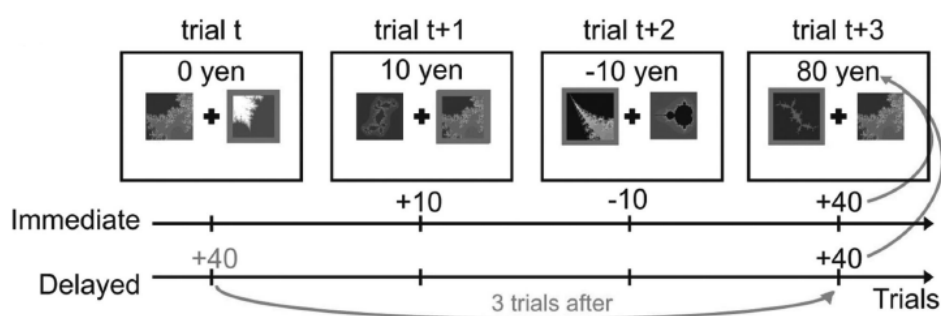 trial t trial t+1 trial t+2 trial t+3
0 yen 10 yen -10 yen 80 yen
+10 -10 +40
Immediate
+40 +40
Delayed 3 trials after Trials